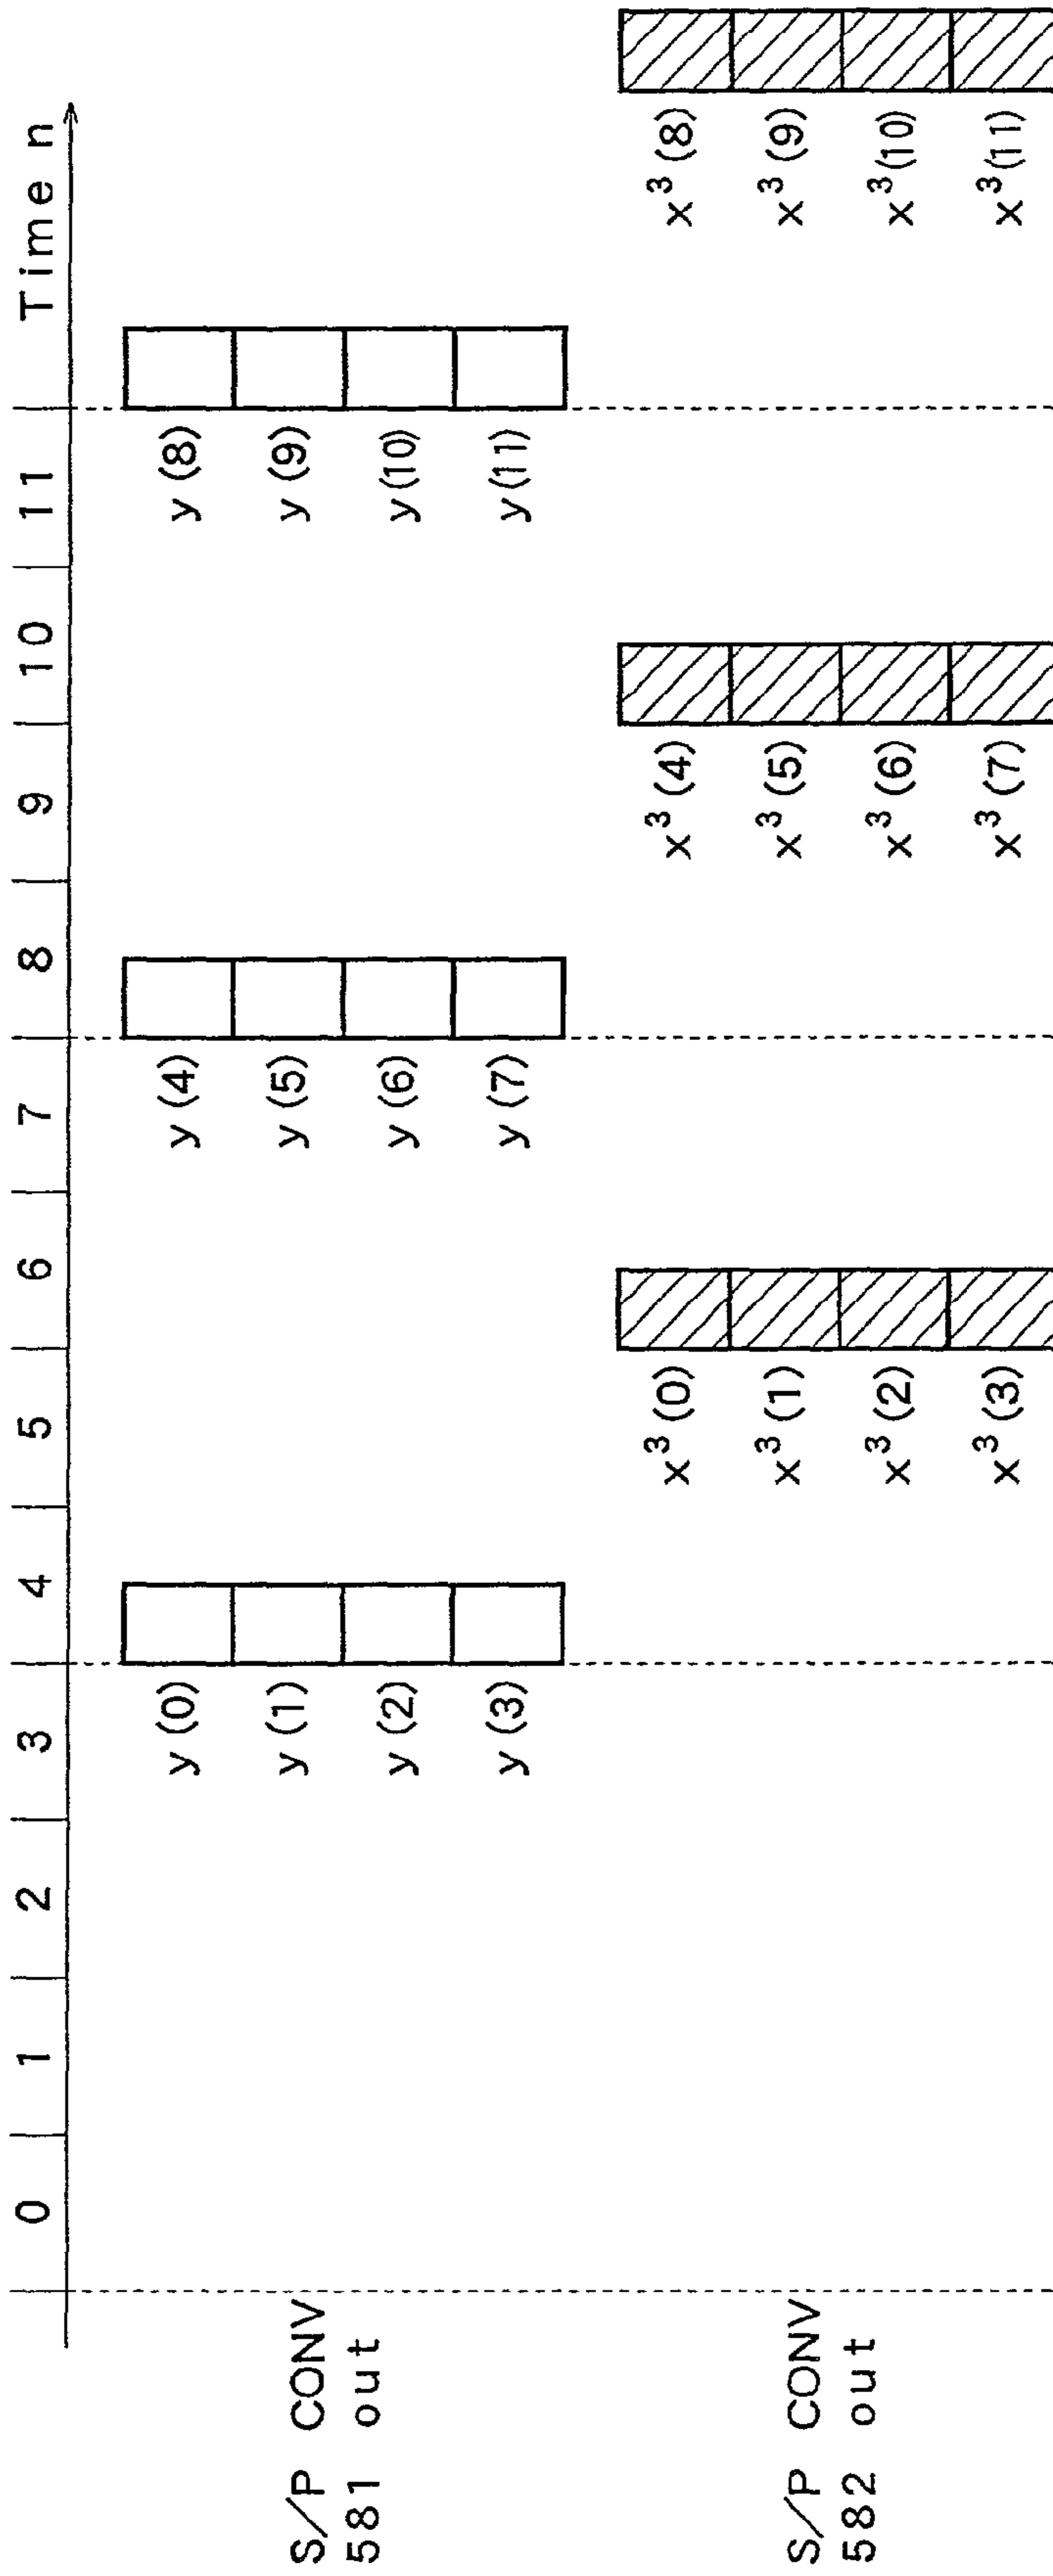 0 1 2 3 4 5 6 7 8 9 10 11 Time n
S/P CONV
581 out
y (0)
y (1)
y (2)
y (3)
y (4)
y (5)
y (6)
y (7)
y (8)
y (9)
y (10)
y (11)
S/P CONV
582 out
x³ (0)
x³ (1)
x³ (2)
x³ (3)
x³ (4)
x³ (5)
x³ (6)
x³ (7)
x³ (8)
x³ (9)
x³ (10)
x³ (11)